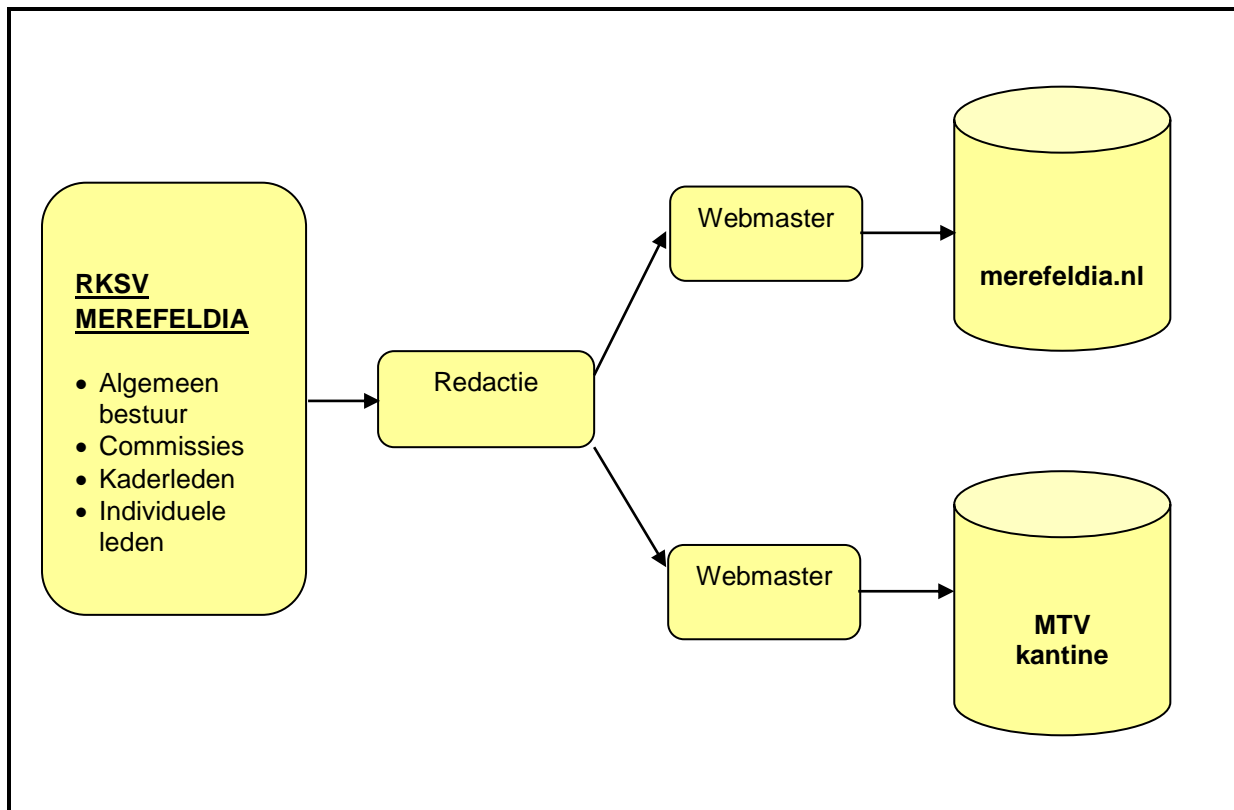 RKSV
MEREFELDIA
• Algemeen
bestuur
• Commissies
• Kaderleden
• Individuele
leden
Redactie
Webmaster
merefeldia.nl
Webmaster
MTV
kantine